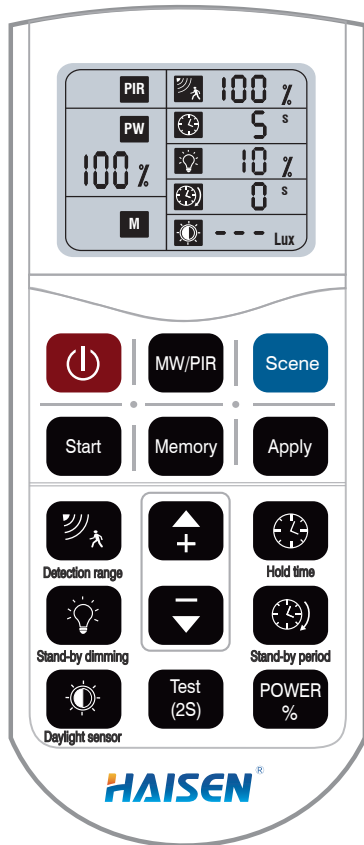 PIR
100 %
PW
5 s
100 %
10 %
0 s
M
--- Lux
MW/PIR
Scene
Start
Memory
Apply
+
Detection range
Hold time
−
Stand-by dimming
Stand-by period
Test
(2S)
POWER
%
Daylight sensor
HAISEN®